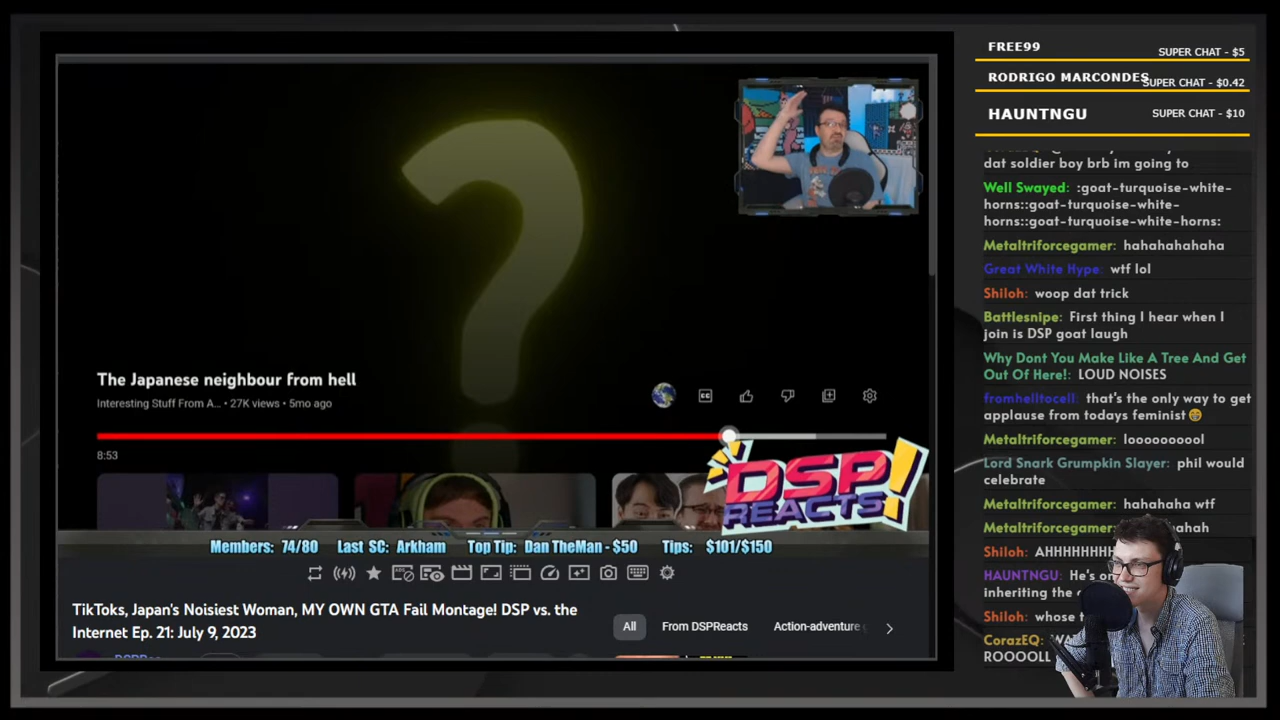 FREE99
SUPER CHAT - $5
RODRIGO MARCONDES
SUPER CHAT - $0.42
HAUNTNGU
SUPER CHAT - $10
dat soldier boy brb im going to
Well Swayed: :goat-turquoise-white-
horns::goat-turquoise-white-
horns::goat-turquoise-white-horns:
Metaltriforcegamer: hahahahahaha
Great White Hype: wtf lol
Shiloh: woop dat trick
Battlesnipe: First thing I hear when I
join is DSP goat laugh
Why Dont You Make Like A Tree And Get
Out Of Here!: LOUD NOISES
fromhelltocell: that's the only way to get
applause from todays feminist😁
Metaltriforcegamer: loooooooool
Lord Snark Grumpkin Slayer: phil would
celebrate
Metaltriforcegamer: hahahaha wtf
Metaltriforcegamer:
Shiloh:
HAUNTNGU: He's
inheriting the
Shiloh: whose
CorazEQ:
ROOOOLL
?
The Japanese neighbour from hell
Interesting Stuff From A... • 27K views • 5mo ago
CC
8:53
DSP
REACTS!
Members: 74/80 Last SC: Arkham Top Tip: Dan TheMan - $50 Tips: $101/$150
TikToks, Japan's Noisiest Woman, MY OWN GTA Fail Montage! DSP vs. the
Internet Ep. 21: July 9, 2023
All From DSPReacts Action-adventure